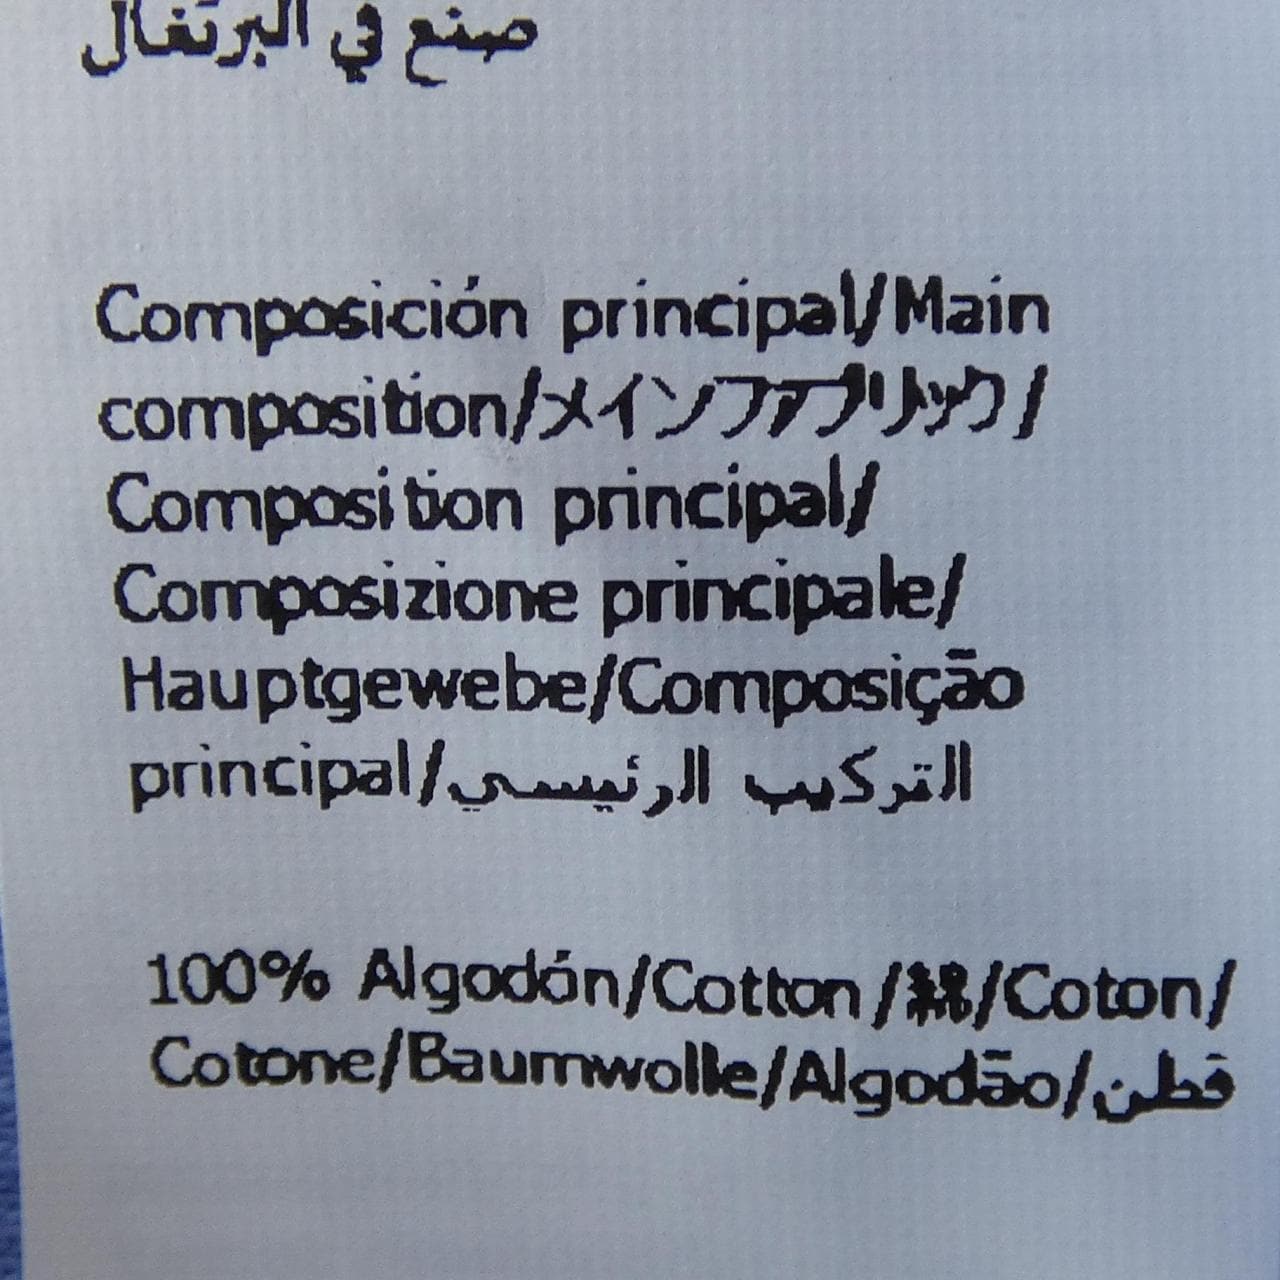 صنع في البرتغال
Composición principal/Main
composition/メインファブリック/
Composition principal/
Composizione principale/
Hauptgewebe/Composição
principal/التركيب الرئيسي
100% Algodón/Cotton/綿/Coton/
Cotone/Baumwolle/Algodão/قطن